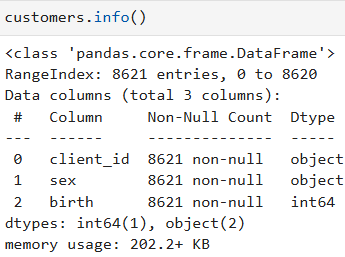 customers.info()
<class 'pandas.core.frame.DataFrame'>
RangeIndex: 8621 entries, 0 to 8620
Data columns (total 3 columns):
 #   Column     Non-Null Count  Dtype
---  ------     --------------  -----
 0   client_id  8621 non-null   object
 1   sex        8621 non-null   object
 2   birth      8621 non-null   int64
dtypes: int64(1), object(2)
memory usage: 202.2+ KB